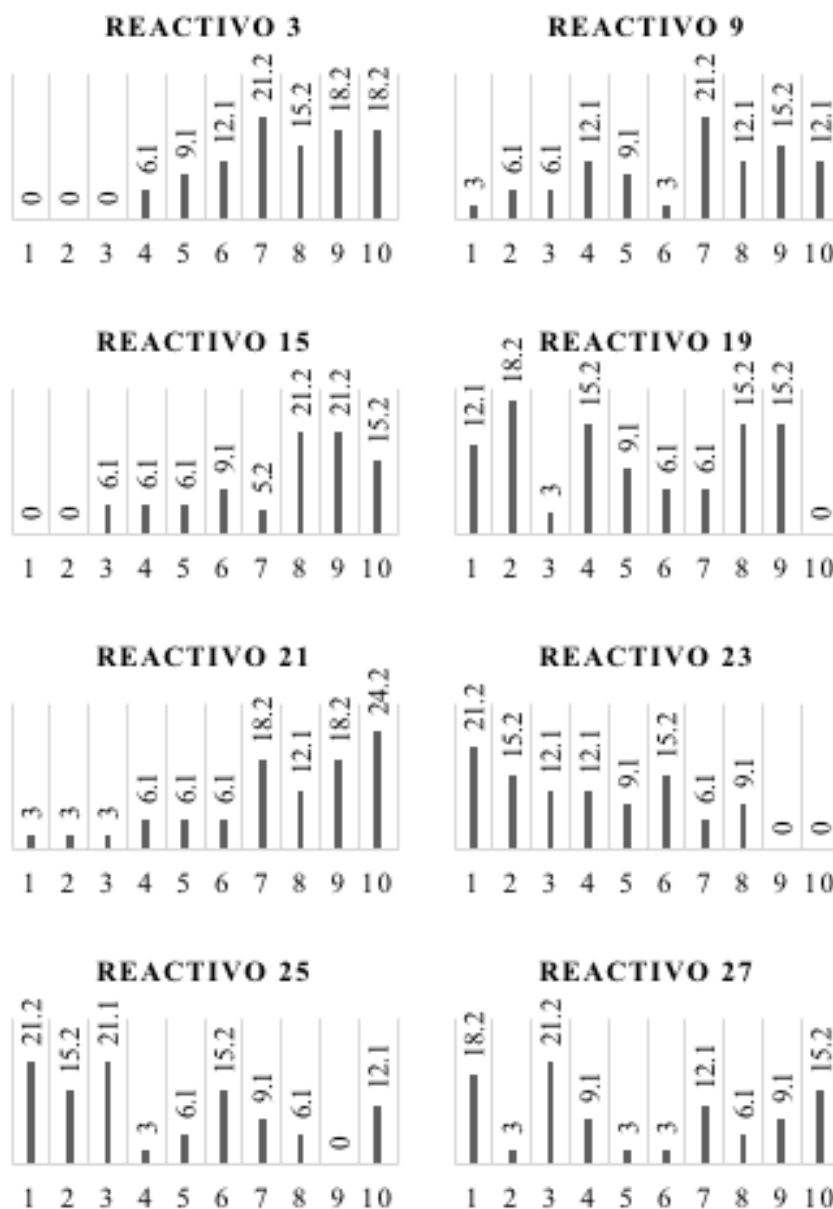 REACTIVO 3
0 0 0 6.1 9.1 12.1 21.2 15.2 18.2 18.2
1 2 3 4 5 6 7 8 9 10
REACTIVO 9
3 6.1 6.1 12.1 9.1 3 21.2 12.1 15.2 12.1
1 2 3 4 5 6 7 8 9 10
REACTIVO 15
0 0 6.1 6.1 6.1 9.1 5.2 21.2 21.2 15.2
1 2 3 4 5 6 7 8 9 10
REACTIVO 19
12.1 18.2 3 15.2 9.1 6.1 6.1 15.2 15.2 0
1 2 3 4 5 6 7 8 9 10
REACTIVO 21
3 3 3 6.1 6.1 6.1 18.2 12.1 18.2 24.2
1 2 3 4 5 6 7 8 9 10
REACTIVO 23
21.2 15.2 12.1 12.1 9.1 15.2 6.1 9.1 0 0
1 2 3 4 5 6 7 8 9 10
REACTIVO 25
21.2 15.2 21.1 3 6.1 15.2 9.1 6.1 0 12.1
1 2 3 4 5 6 7 8 9 10
REACTIVO 27
18.2 3 21.2 9.1 3 3 12.1 6.1 9.1 15.2
1 2 3 4 5 6 7 8 9 10